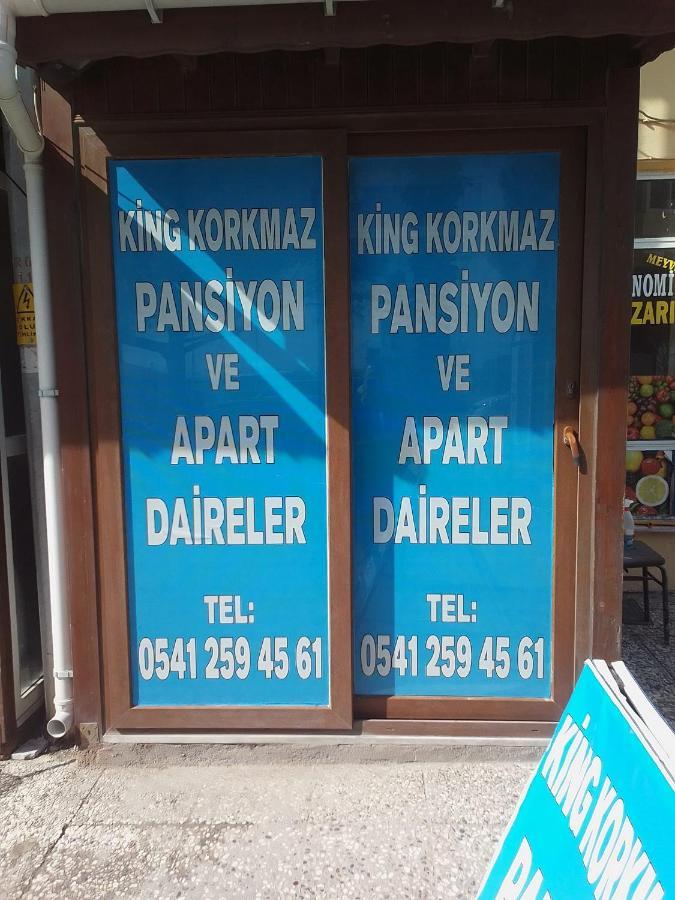 KİNG KORKMAZ
PANSİYON
VE
APART
DAİRELER
TEL:
0541 259 45 61
KİNG KORKMAZ
PANSİYON
VE
APART
DAİRELER
TEL:
0541 259 45 61
KİNG